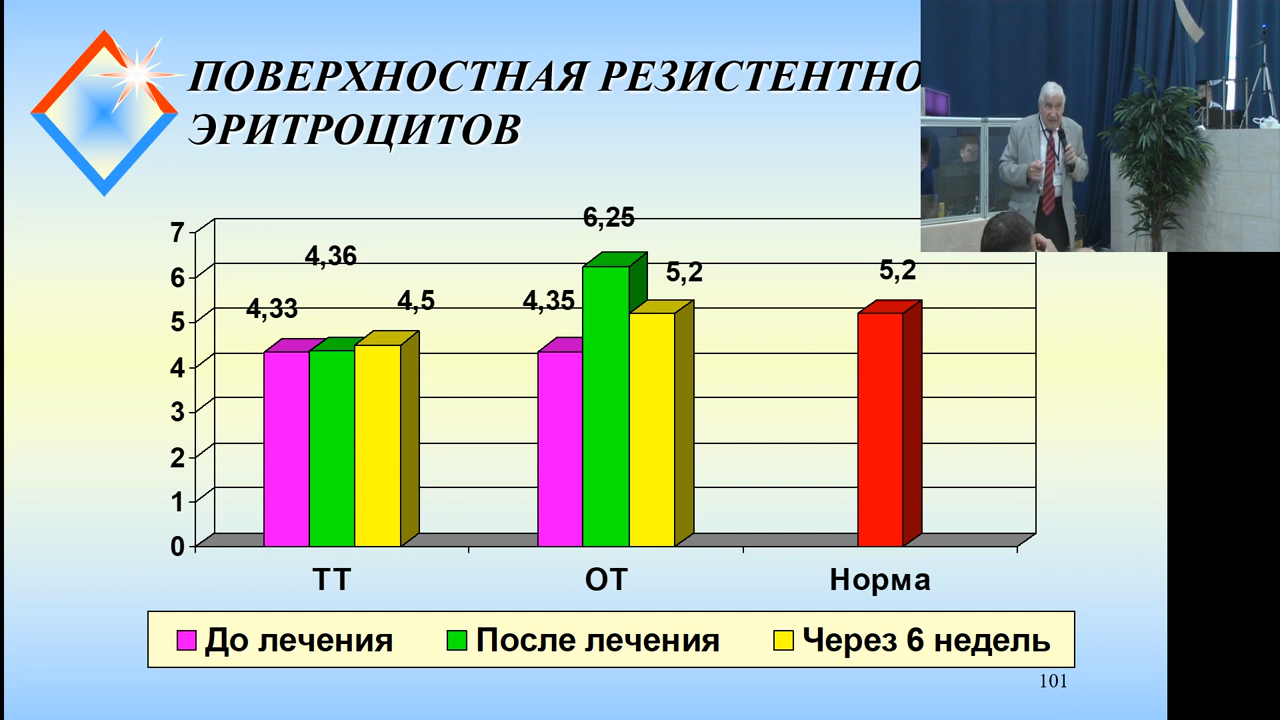 ПОВЕРХНОСТНАЯ РЕЗИСТЕНТНО
ЭРИТРОЦИТОВ
7
6
5
4
3
2
1
0
4,33
4,36
4,5
4,35
6,25
5,2
5,2
ТТ
ОТ
Норма
До лечения После лечения Через 6 недель
101